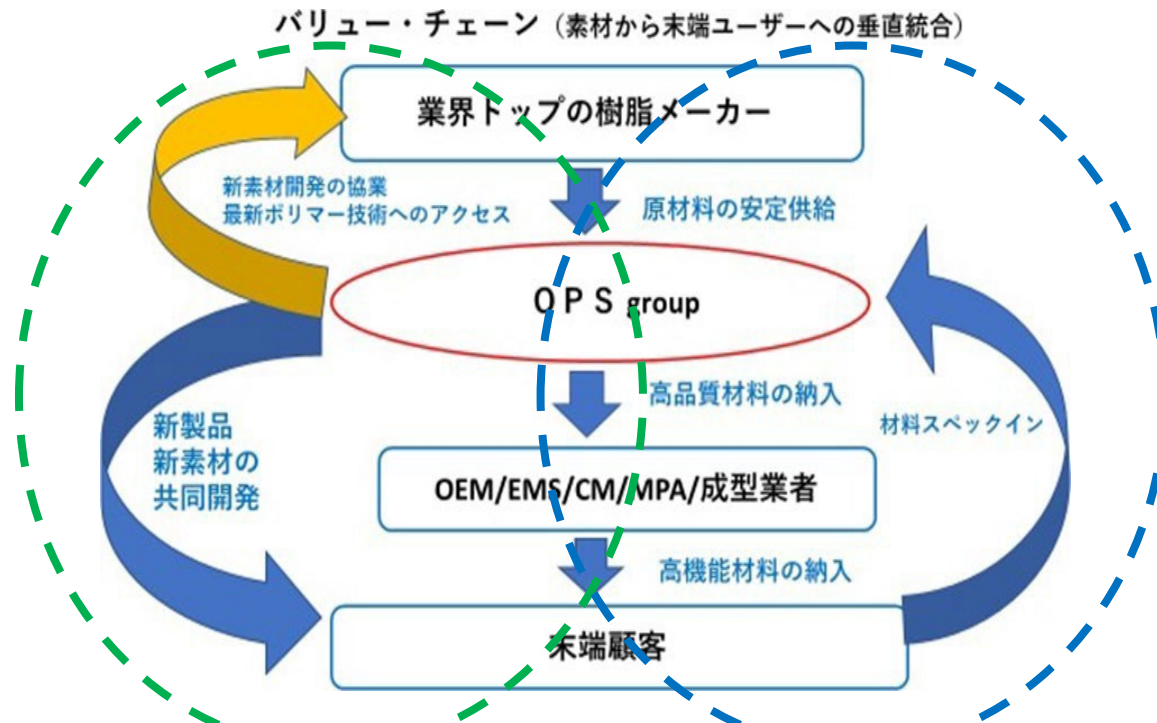 バリュー・チェーン（素材から末端ユーザーへの垂直統合）
業界トップの樹脂メーカー
新素材開発の協業
最新ポリマー技術へのアクセス
原材料の安定供給
ＯＰＳ group
高品質材料の納入
材料スペックイン
新製品
新素材の
共同開発
OEM/EMS/CM/MPA/成型業者
高機能材料の納入
末端顧客